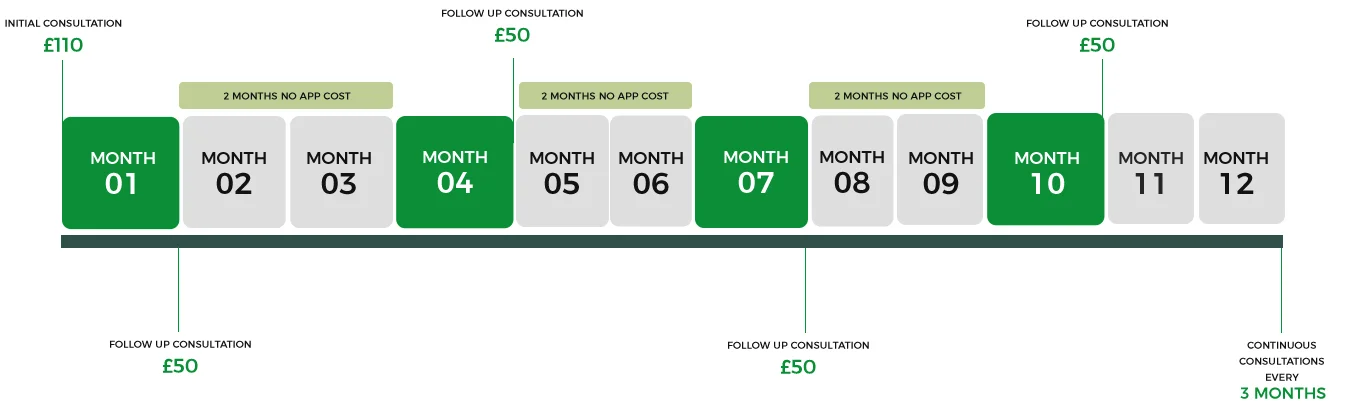 INITIAL CONSULTATION
£110
FOLLOW UP CONSULTATION
£50
FOLLOW UP CONSULTATION
£50
2 MONTHS NO APP COST
2 MONTHS NO APP COST
2 MONTHS NO APP COST
MONTH
01
MONTH
02
MONTH
03
MONTH
04
MONTH
05
MONTH
06
MONTH
07
MONTH
08
MONTH
09
MONTH
10
MONTH
11
MONTH
12
FOLLOW UP CONSULTATION
£50
FOLLOW UP CONSULTATION
£50
CONTINUOUS
CONSULTATIONS
EVERY
3 MONTHS